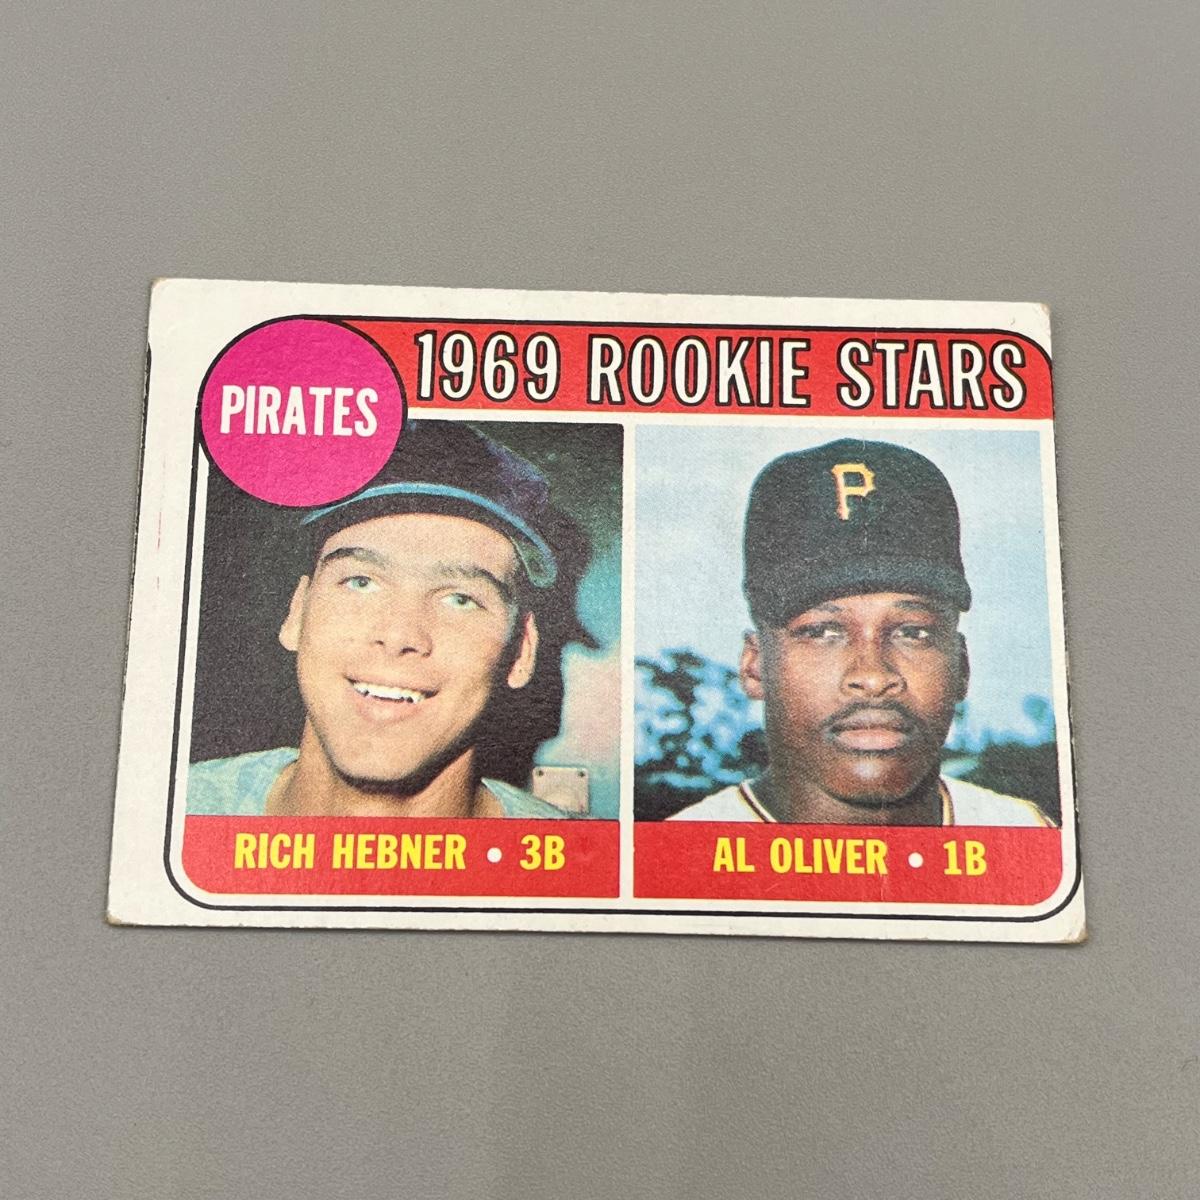 PIRATES
1969 ROOKIE STARS
P
RICH HEBNER • 3B
AL OLIVER • 1B